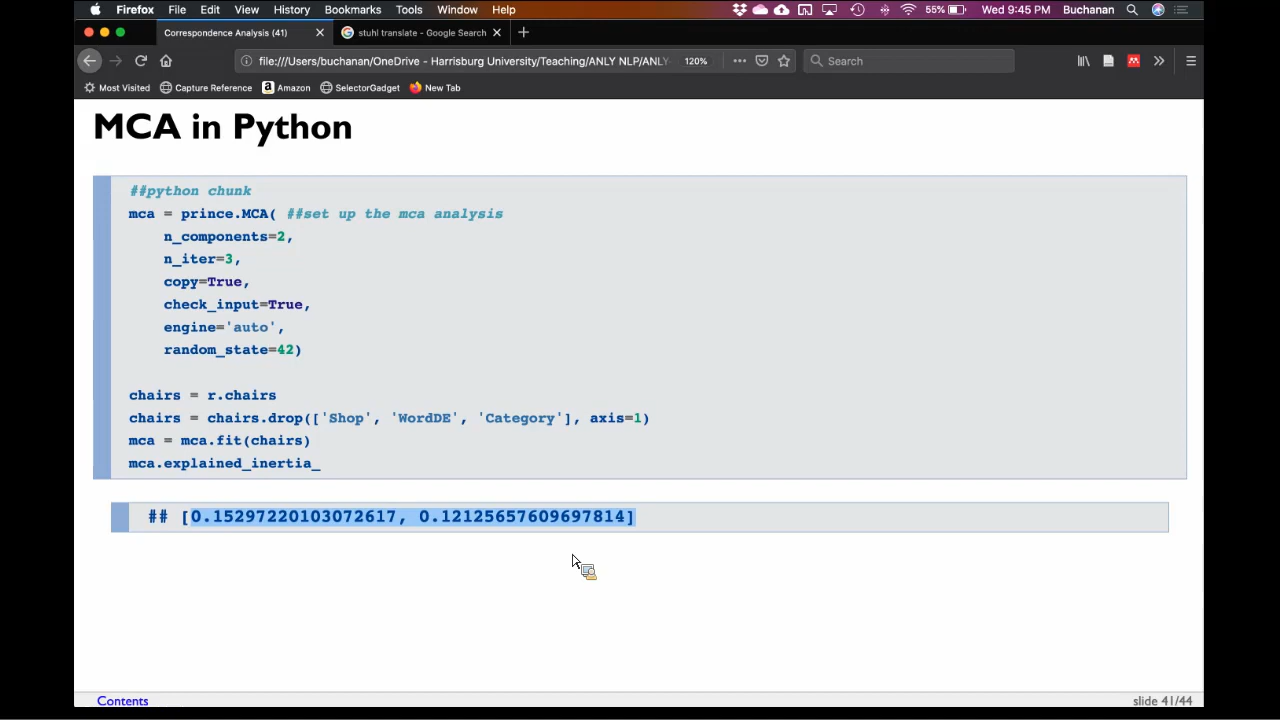 Firefox File Edit View History Bookmarks Tools Window Help 55% Wed 9:45 PM Buchanan
Correspondence Analysis (41) stuhl translate - Google Search
file:///Users/buchanan/OneDrive - Harrisburg University/Teaching/ANLY NLP/ANLY 120% Search
Most Visited Capture Reference Amazon SelectorGadget New Tab
MCA in Python
##python chunk
mca = prince.MCA( ##set up the mca analysis
n_components=2,
n_iter=3,
copy=True,
check_input=True,
engine='auto',
random_state=42)
chairs = r.chairs
chairs = chairs.drop(['Shop', 'WordDE', 'Category'], axis=1)
mca = mca.fit(chairs)
mca.explained_inertia_
## [0.15297220103072617, 0.12125657609697814]
Contents slide 41/44